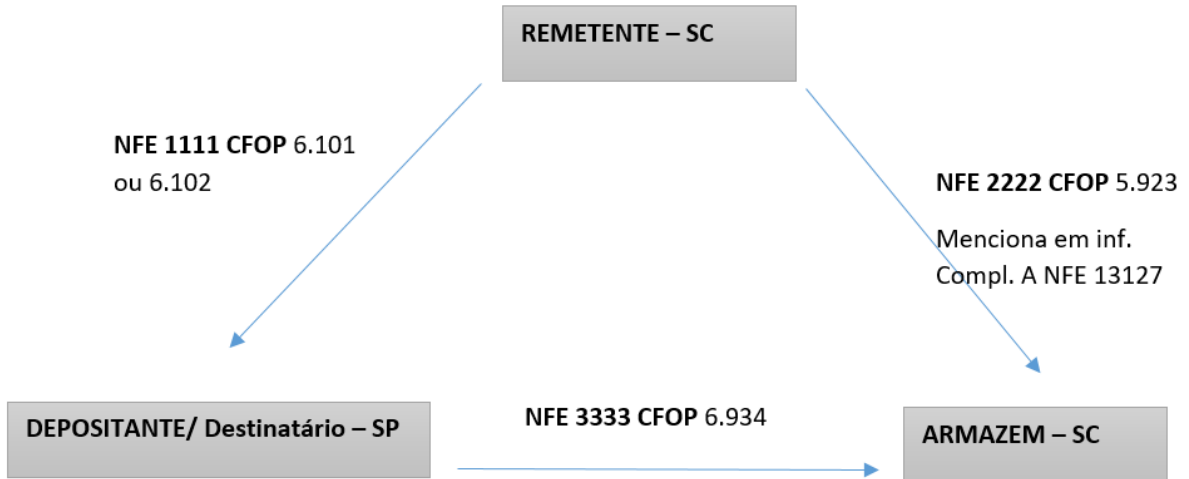 REMETENTE – SC
NFE 1111 CFOP 6.101
ou 6.102
NFE 2222 CFOP 5.923
Menciona em inf.
Compl. A NFE 13127
DEPOSITANTE/ Destinatário – SP
NFE 3333 CFOP 6.934
ARMAZEM – SC